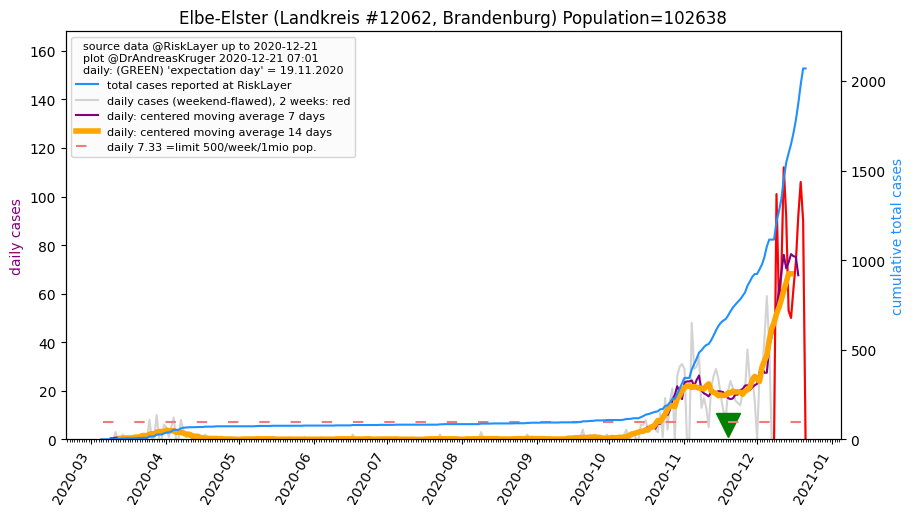 Elbe-Elster (Landkreis #12062, Brandenburg) Population=102638
source data @RiskLayer up to 2020-12-21
plot @DrAndreasKruger 2020-12-21 07:01
daily: (GREEN) 'expectation day' = 19.11.2020
total cases reported at RiskLayer
daily cases (weekend-flawed), 2 weeks: red
daily: centered moving average 7 days
daily: centered moving average 14 days
daily 7.33 =limit 500/week/1mio pop.
daily cases
160
140
120
100
80
60
40
20
0
cumulative total cases
2000
1500
1000
500
0
2020-03
2020-04
2020-05
2020-06
2020-07
2020-08
2020-09
2020-10
2020-11
2020-12
2021-01